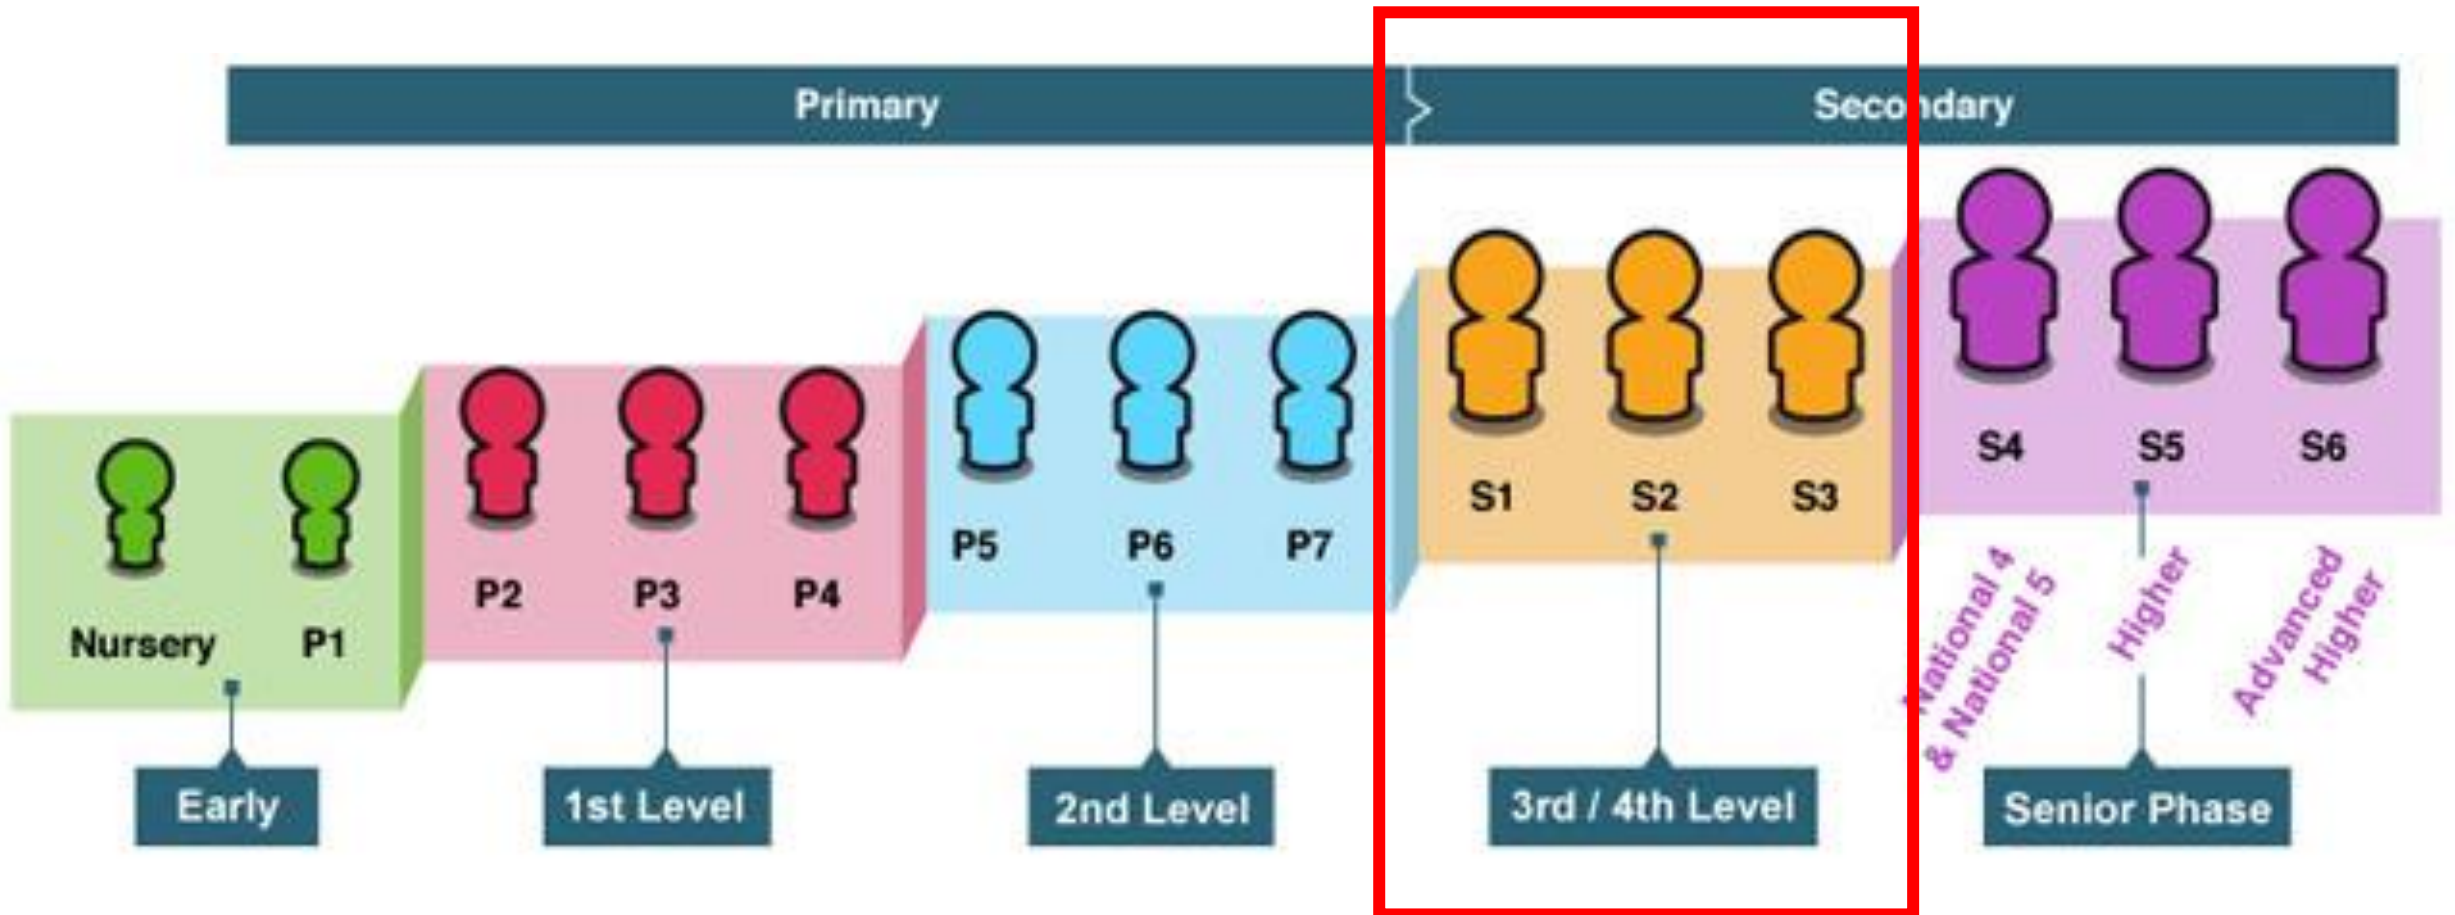 Primary
Secondary
Nursery
P1
P2
P3
P4
P5
P6
P7
S1
S2
S3
S4
S5
S6
National 4
& National 5
Higher
Advanced
Higher
Early
1st Level
2nd Level
3rd / 4th Level
Senior Phase